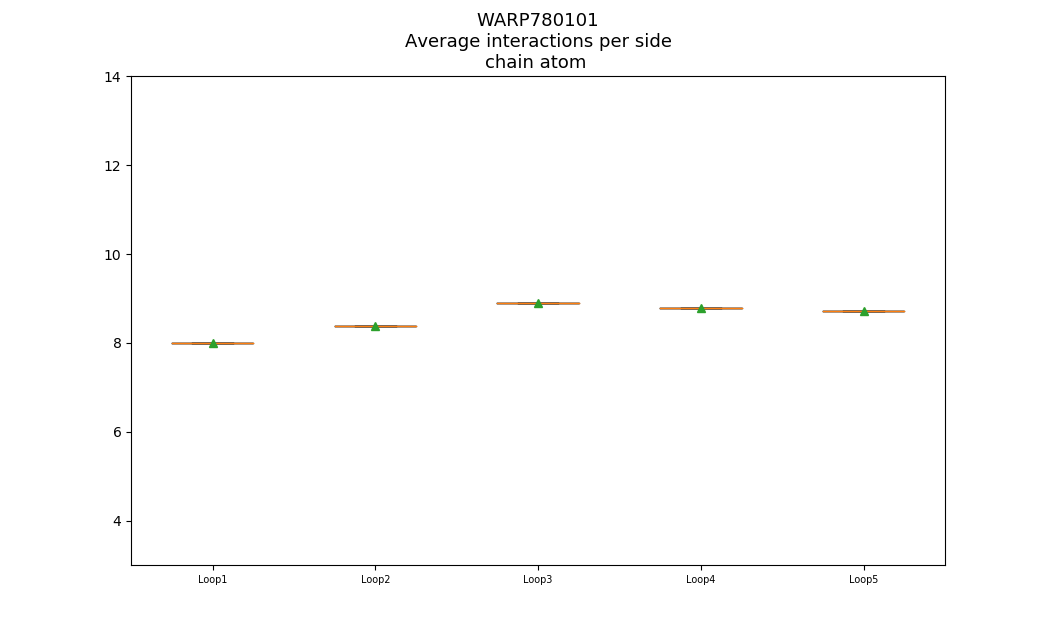 WARP780101
Average interactions per side
chain atom
14
12
10
8
6
4
Loop1
Loop2
Loop3
Loop4
Loop5